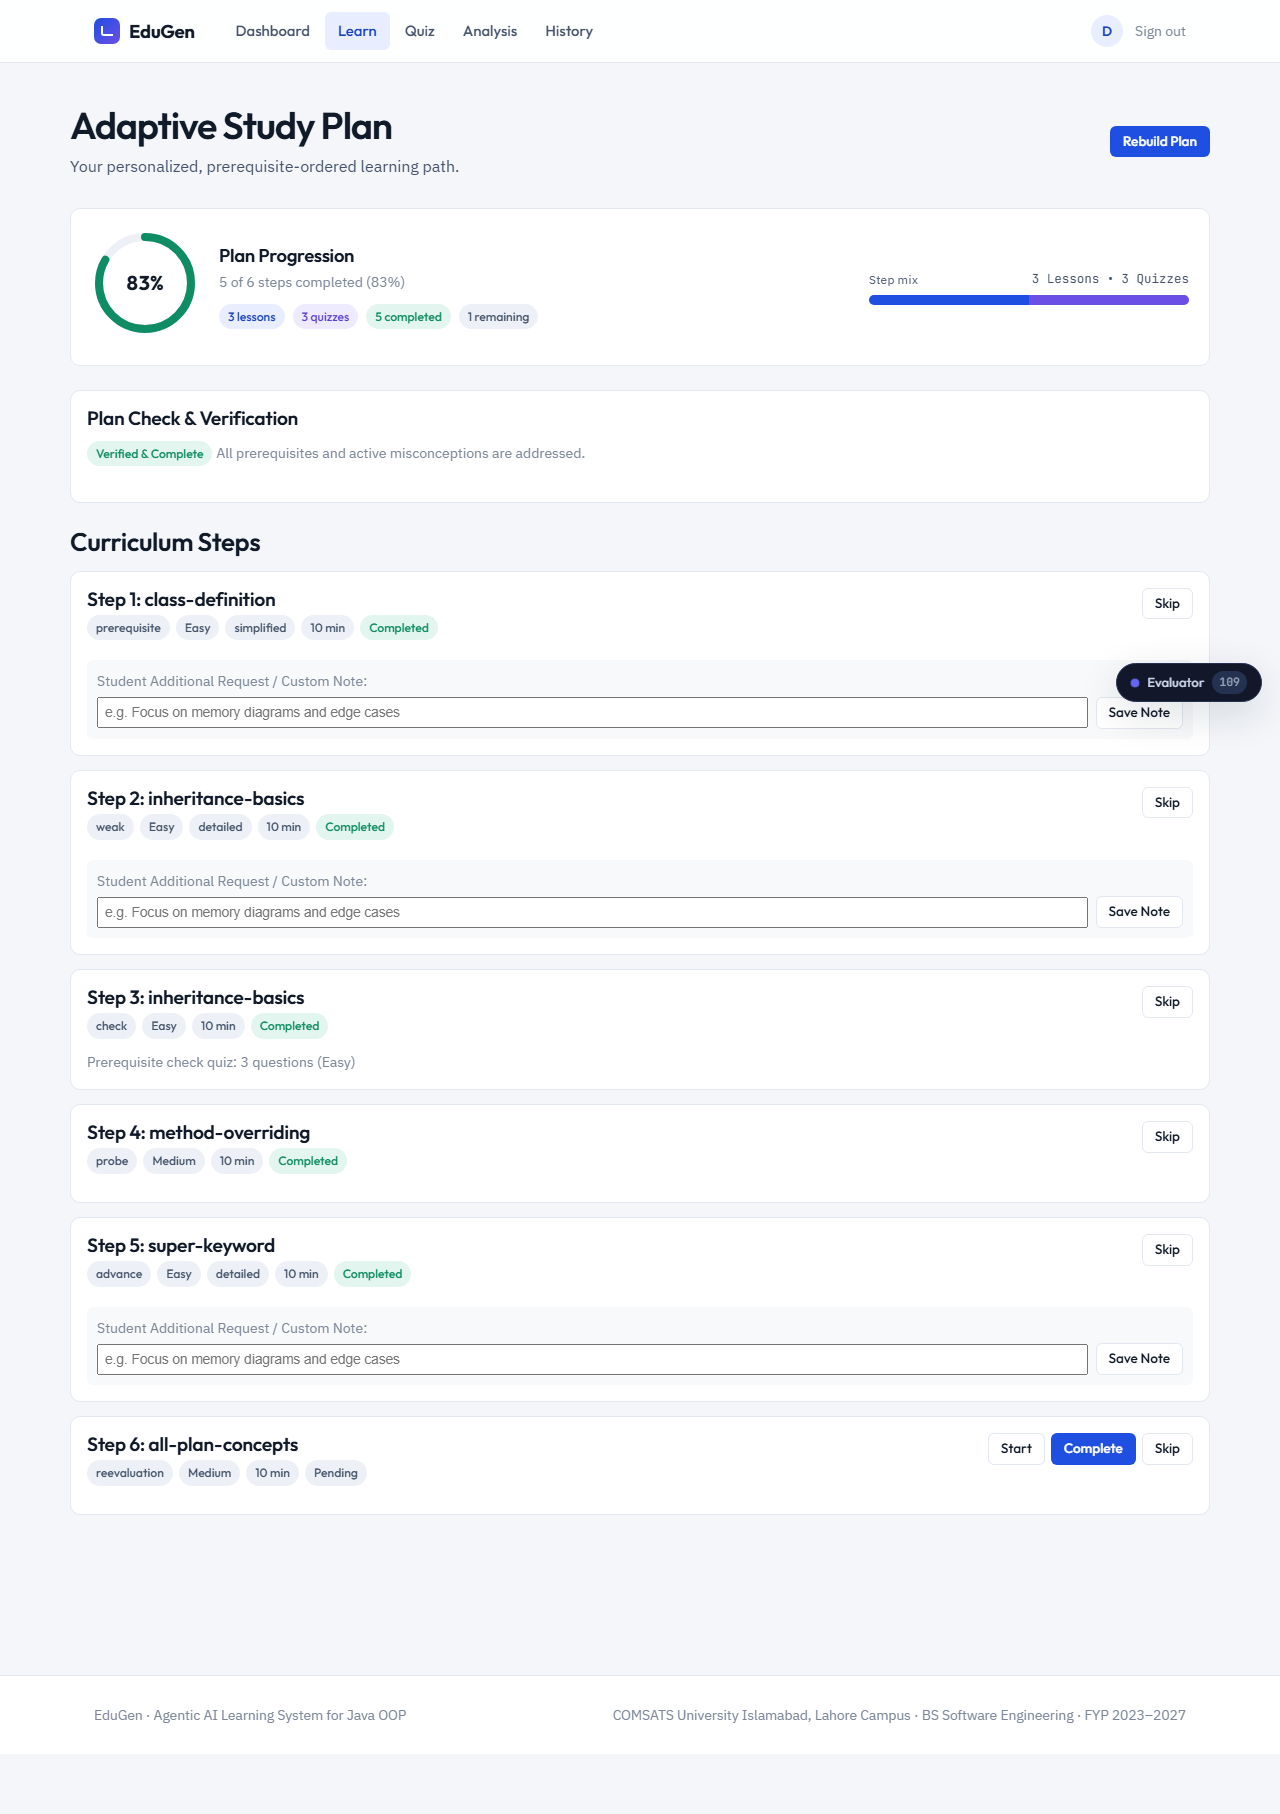 EduGen
Dashboard
Learn
Quiz
Analysis
History
D
Sign out
Adaptive Study Plan
Your personalized, prerequisite-ordered learning path.
Rebuild Plan
83%
Plan Progression
5 of 6 steps completed (83%)
3 lessons
3 quizzes
5 completed
1 remaining
Step mix
3 Lessons • 3 Quizzes
Plan Check & Verification
Verified & Complete All prerequisites and active misconceptions are addressed.
Curriculum Steps
Step 1: class-definition
Skip
prerequisite
Easy
simplified
10 min
Completed
Evaluator 109
Student Additional Request / Custom Note:
e.g. Focus on memory diagrams and edge cases
Save Note
Step 2: inheritance-basics
Skip
weak
Easy
detailed
10 min
Completed
Student Additional Request / Custom Note:
e.g. Focus on memory diagrams and edge cases
Save Note
Step 3: inheritance-basics
Skip
check
Easy
10 min
Completed
Prerequisite check quiz: 3 questions (Easy)
Step 4: method-overriding
Skip
probe
Medium
10 min
Completed
Step 5: super-keyword
Skip
advance
Easy
detailed
10 min
Completed
Student Additional Request / Custom Note:
e.g. Focus on memory diagrams and edge cases
Save Note
Step 6: all-plan-concepts
Start
Complete
Skip
reevaluation
Medium
10 min
Pending
EduGen · Agentic AI Learning System for Java OOP
COMSATS University Islamabad, Lahore Campus · BS Software Engineering · FYP 2023–2027